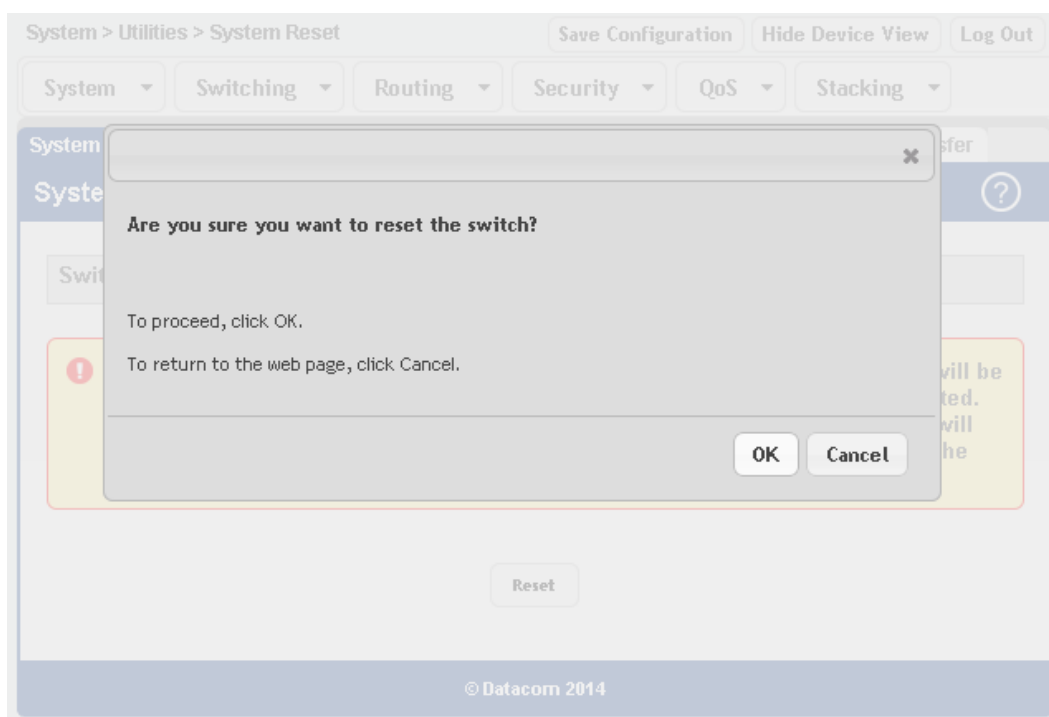 System > Utilities > System Reset
Save Configuration
Hide Device View
Log Out
System
Switching
Routing
Security
QoS
Stacking
System
sfer
Syste
?
Are you sure you want to reset the switch?
Swit
To proceed, click OK.
To return to the web page, click Cancel.
will be
ted.
will
he
OK
Cancel
Reset
© Datacom 2014